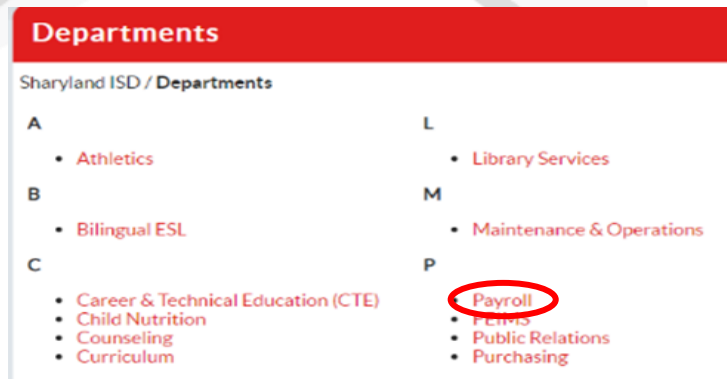 Departments
Sharyland ISD / Departments
A
• Athletics
B
• Bilingual ESL
C
• Career & Technical Education (CTE)
• Child Nutrition
• Counseling
• Curriculum
L
• Library Services
M
• Maintenance & Operations
P
• Payroll
• PEIMS
• Public Relations
• Purchasing